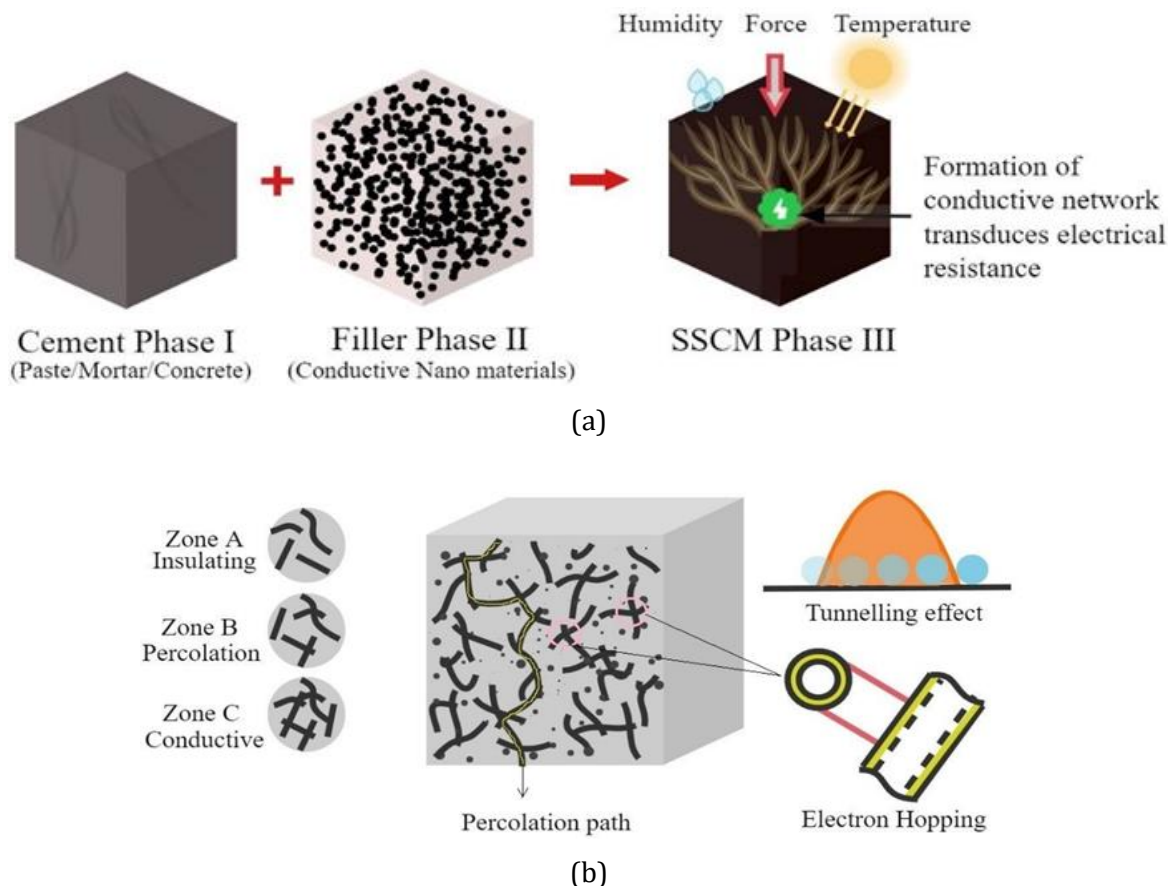 Humidity Force Temperature
Formation of
conductive network
transduces electrical
resistance
Cement Phase I
(Paste/Mortar/Concrete)
Filler Phase II
(Conductive Nano materials)
SSCM Phase III
(a)
Zone A
Insulating
Zone B
Percolation
Zone C
Conductive
Percolation path
Tunnelling effect
Electron Hopping
(b)